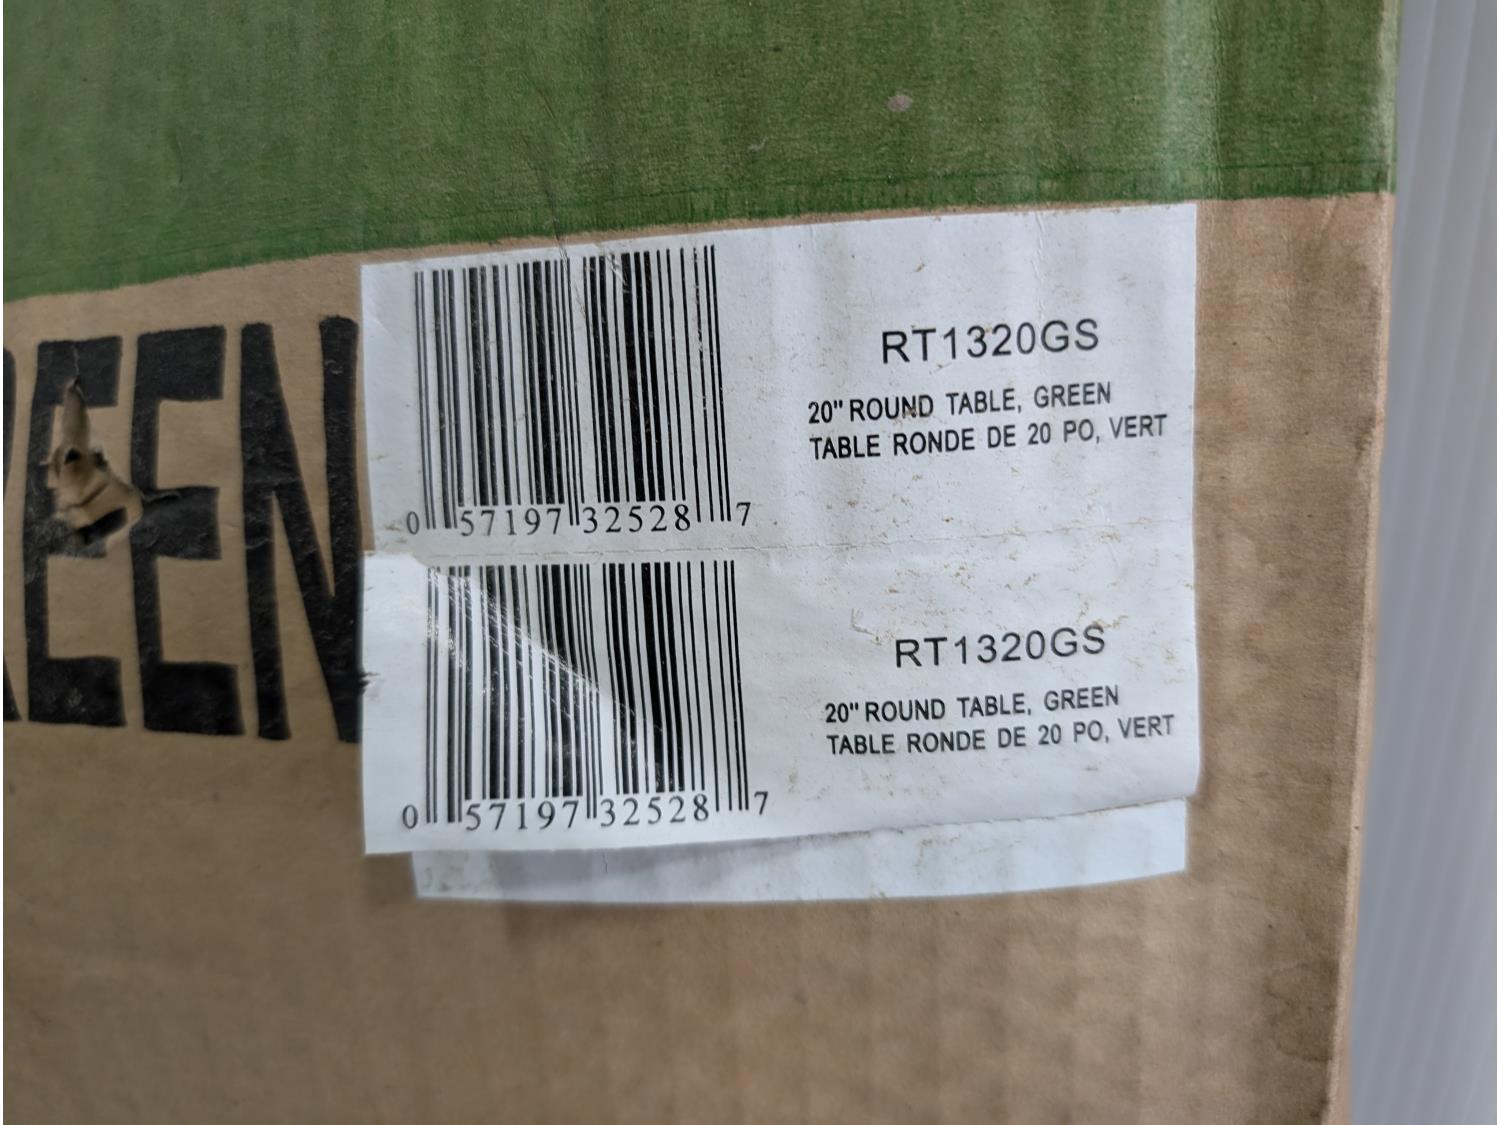 EEN
RT1320GS
20" ROUND TABLE, GREEN
TABLE RONDE DE 20 PO, VERT
0 57197 32528 7
RT1320GS
20" ROUND TABLE, GREEN
TABLE RONDE DE 20 PO, VERT
0 57197 32528 7